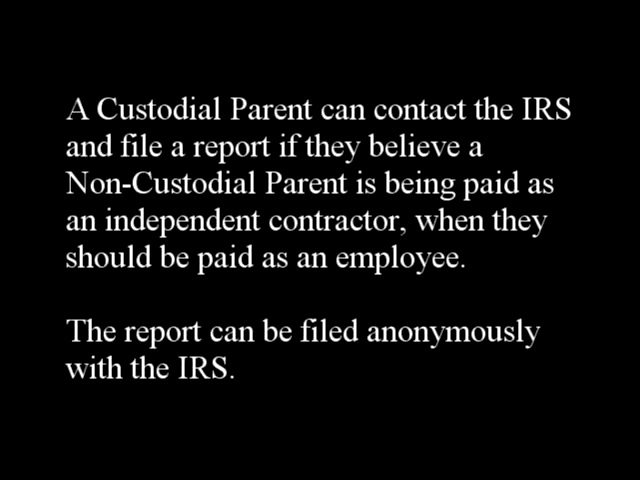 A Custodial Parent can contact the IRS
and file a report if they believe a
Non-Custodial Parent is being paid as
an independent contractor, when they
should be paid as an employee.
The report can be filed anonymously
with the IRS.